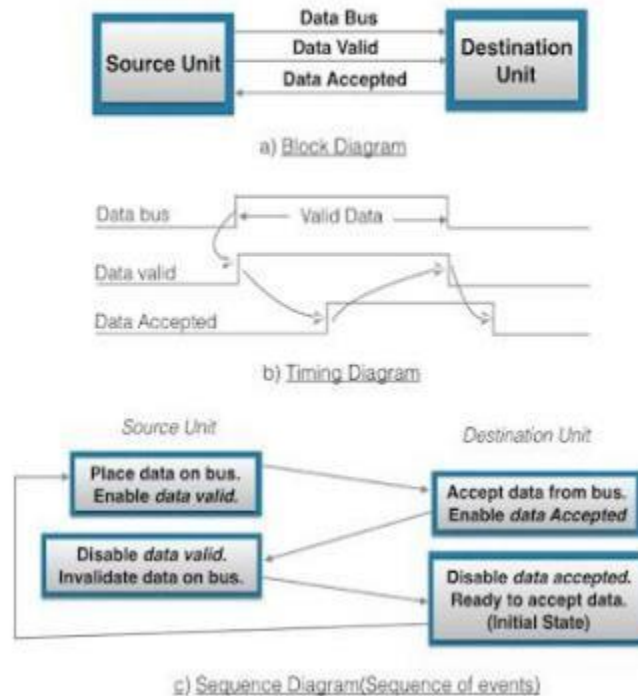 Data Bus
Source Unit
Data Valid
Destination
Unit
Data Accepted
a) Block Diagram
Data bus
Valid Data
Data valid
Data Accepted
b) Timing Diagram
Source Unit
Destination Unit
Place data on bus.
Enable data valid.
Accept data from bus.
Enable data Accepted
Disable data valid.
Invalidate data on bus.
Disable data accepted.
Ready to accept data.
(Initial State)
c) Sequence Diagram(Sequence of events)